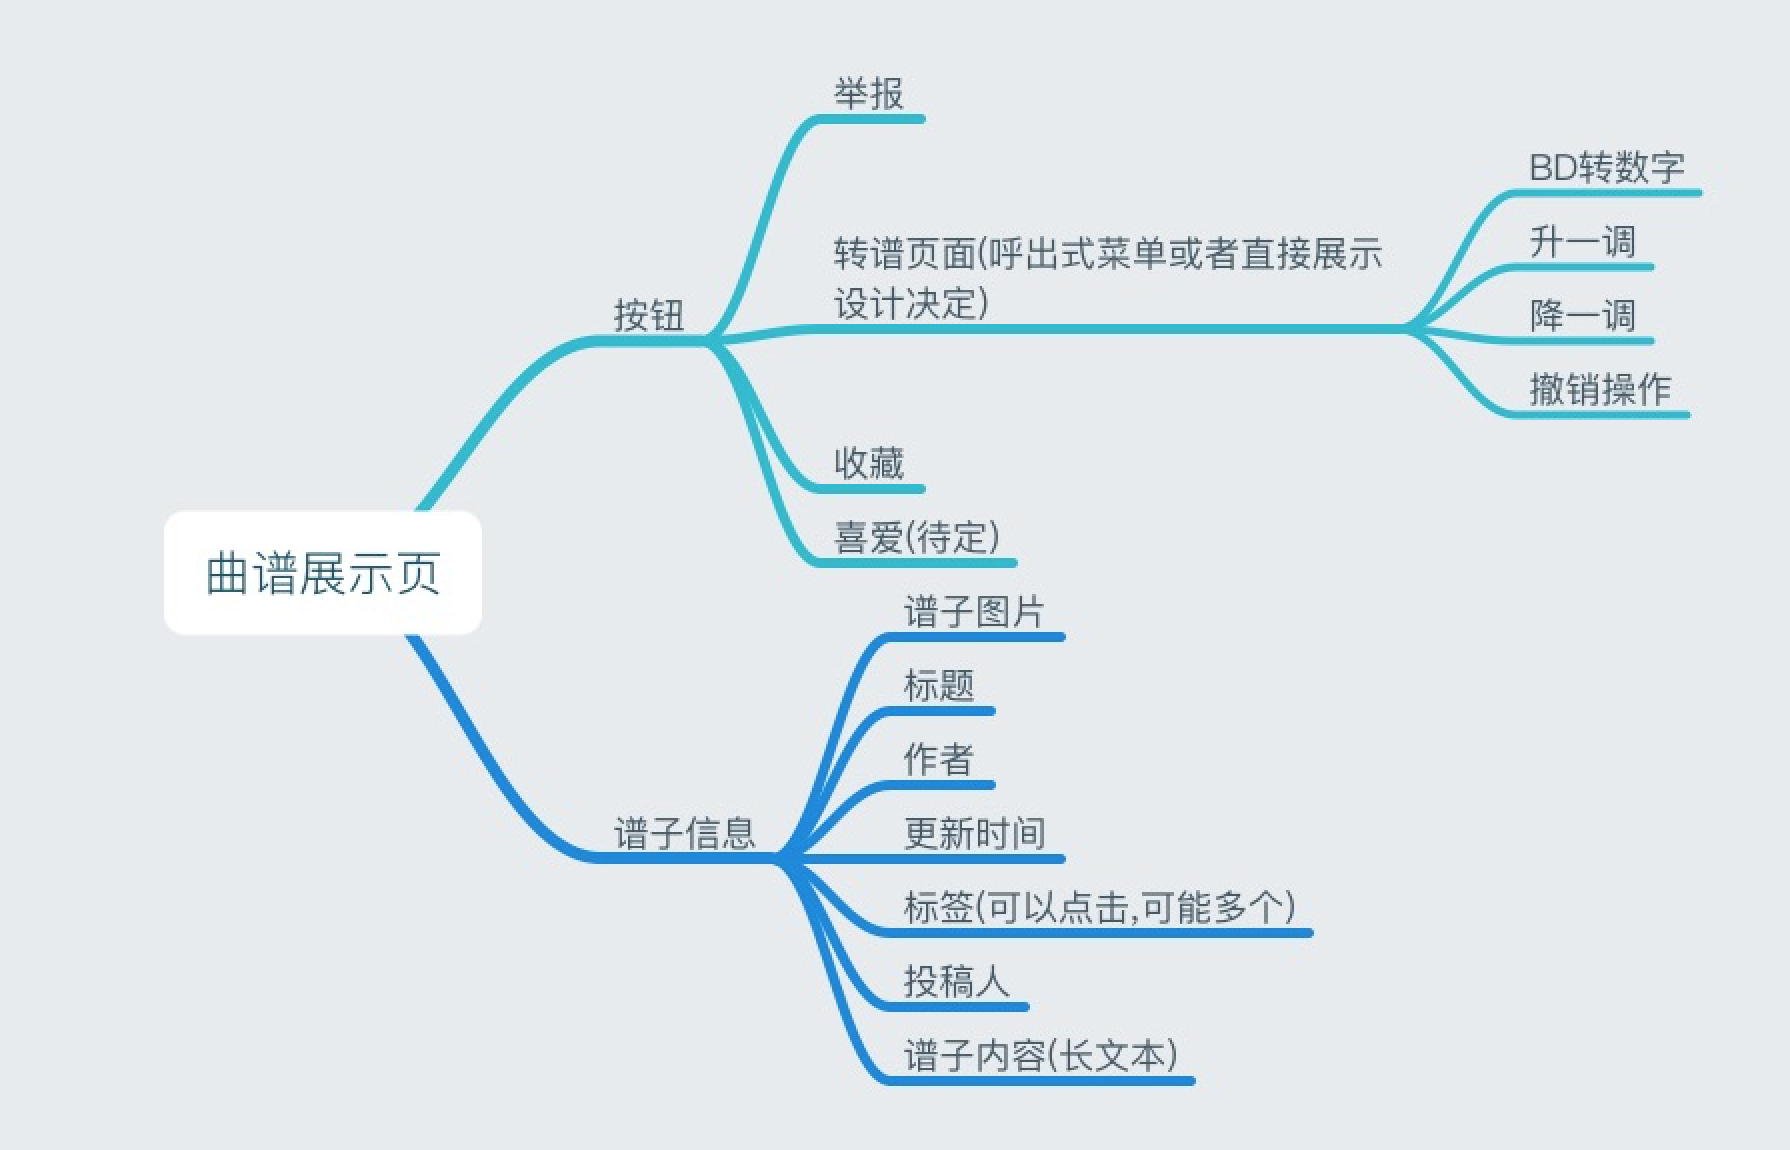 曲谱展示页
按钮
举报
转谱页面(呼出式菜单或者直接展示
设计决定)
BD转数字
升一调
降一调
撤销操作
收藏
喜爱(待定)
谱子信息
谱子图片
标题
作者
更新时间
标签(可以点击,可能多个)
投稿人
谱子内容(长文本)